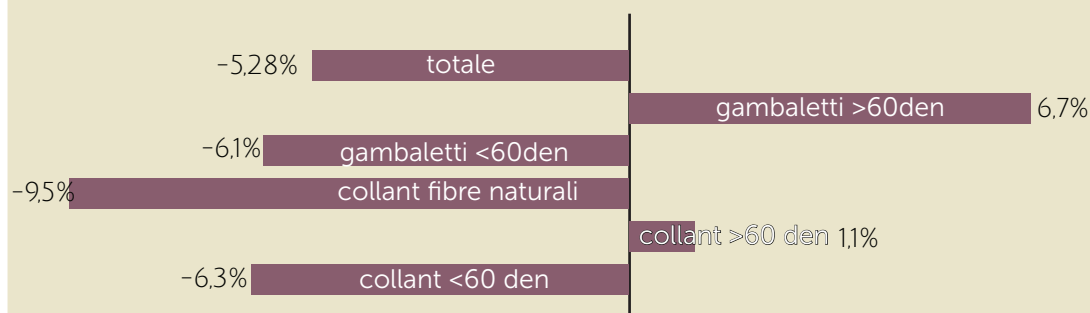 -5,28% totale
gambaletti >60den 6,7%
-6,1% gambaletti <60den
-9,5% collant fibre naturali
collant >60 den 1,1%
-6,3% collant <60 den